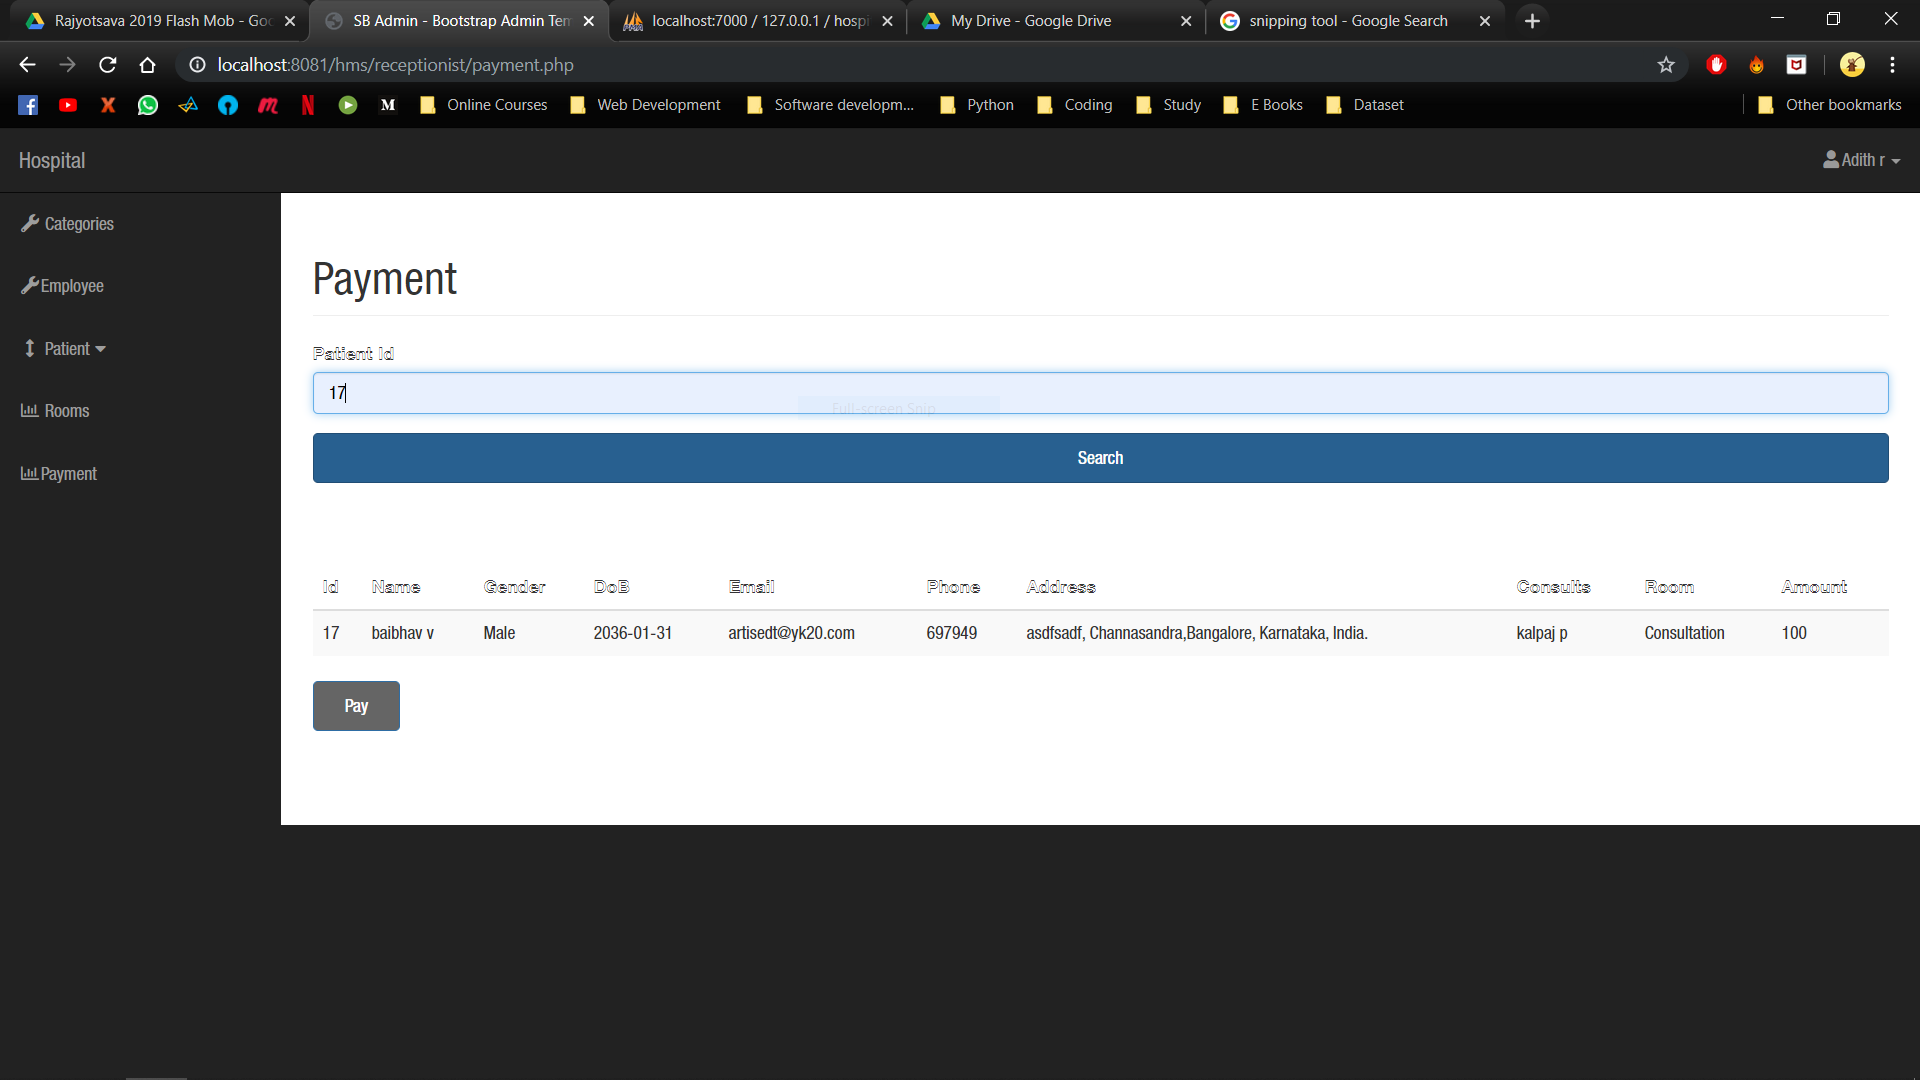 Rajyotsava 2019 Flash Mob - Goo
SB Admin - Bootstrap Admin Tem
localhost:7000 / 127.0.0.1 / hospi
My Drive - Google Drive
snipping tool - Google Search
localhost:8081/hms/receptionist/payment.php
Online Courses
Web Development
Software developm...
Python
Coding
Study
E Books
Dataset
Other bookmarks
Hospital
Adith r
Categories
Employee
Patient
Rooms
Payment
Payment
Patient Id
17
Full-screen Snip
Search
Id Name Gender DoB Email Phone Address Consults Room Amount
17 baibhav v Male 2036-01-31 artisedt@yk20.com 697949 asdfsadf, Channasandra,Bangalore, Karnataka, India. kalpaj p Consultation 100
Pay